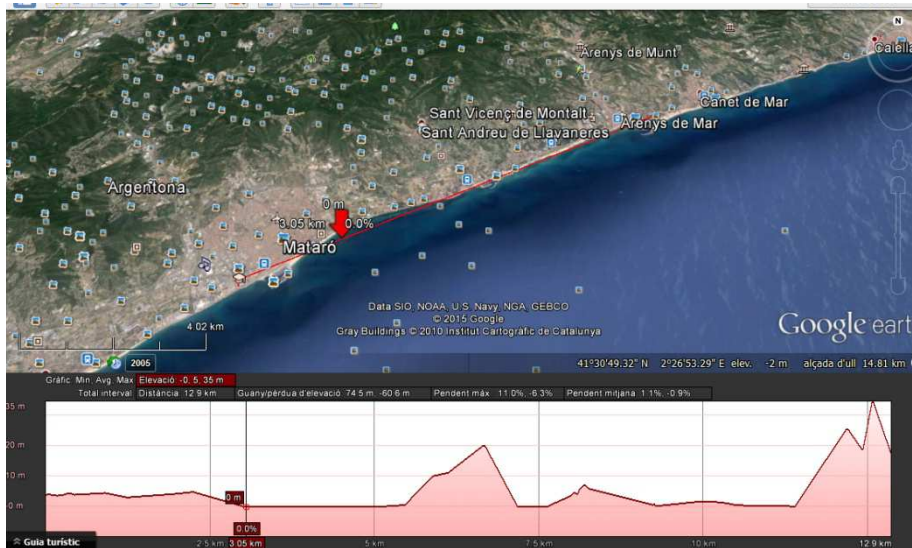 N
Arenys de Munt
Calella
Canet de Mar
Sant Vicenç de Montalt
Arenys de Mar
Sant Andreu de Llavaneres
Argentona
0 m
3.05 km 0.0%
Mataró
Data SIO, NOAA, U.S. Navy, NGA, GEBCO
© 2015 Google
Gray Buildings © 2010 Institut Cartogràfic de Catalunya
Google eart
4.02 km
2005
41°30'49.32" N 2°26'53.29" E elev. -2 m alçada d'ull 14.81 km
Gràfic: Min, Avg, Max Elevació -0, 5, 35 m
Total interval: Distància: 12.9 km Guany/pèrdua d'elevació: 74.5 m, -60.6 m Pendent màx: 11.0%, -6.3% Pendent mitjana: 1.1%, -0.9%
35 m
20 m
10 m
0 m
0 m
0.0%
2.5 km 3.05 km 5 km 7.5 km 10 km 12.9 km
Guia turístic